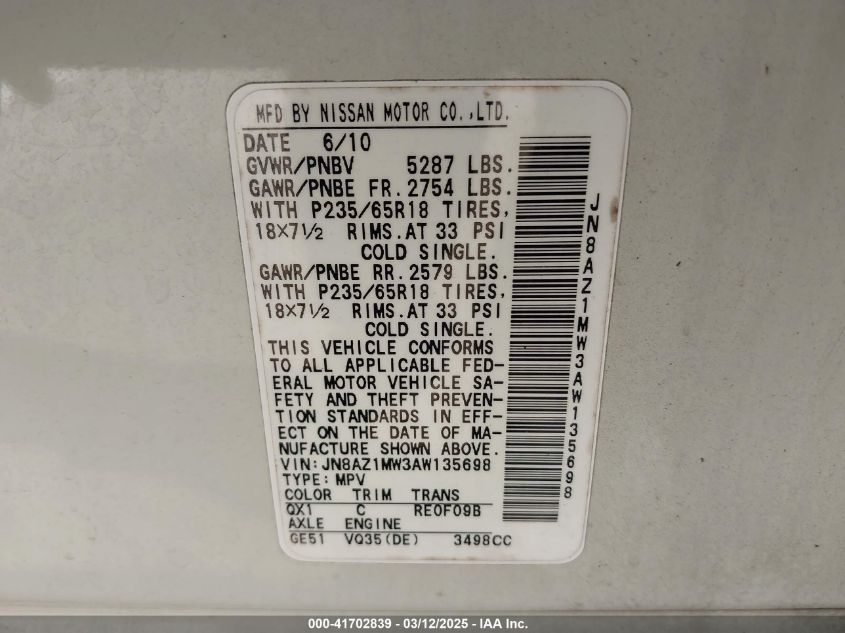 MFD BY NISSAN MOTOR CO.,LTD.
DATE 6/10
GVWR/PNBV 5287 LBS.
GAWR/PNBE FR. 2754 LBS.
WITH P235/65R18 TIRES,
18X7½ RIMS.AT 33 PSI
COLD SINGLE.
GAWR/PNBE RR. 2579 LBS.
WITH P235/65R18 TIRES,
18X7½ RIMS.AT 33 PSI
COLD SINGLE.
THIS VEHICLE CONFORMS
TO ALL APPLICABLE FED-
ERAL MOTOR VEHICLE SA-
FETY AND THEFT PREVEN-
TION STANDARDS IN EFF-
ECT ON THE DATE OF MA-
NUFACTURE SHOWN ABOVE.
VIN:JN8AZ1MW3AW135698
TYPE:MPV
COLOR TRIM TRANS
QX1 C RE0F09B
AXLE ENGINE
GE51 VQ35(DE) 3498CC
JN8AZ1MW3AW135698
000-41702839 - 03/12/2025 - IAA Inc.